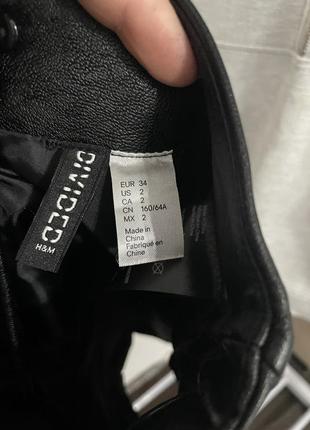 DIVIDED
H&M
EUR 34
US 2
CA 2
CN 160/64A
MX 2
Made in
China
Fabriqué en
Chine